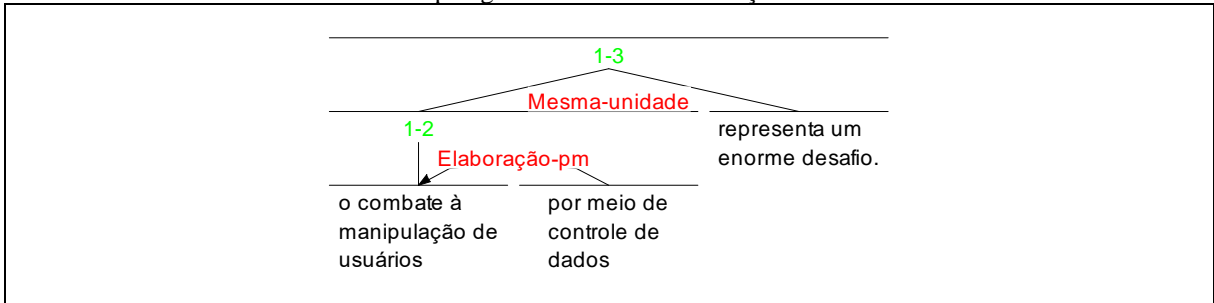 1-3
Mesma-unidade
1-2
representa um
enorme desafio.
Elaboração-pm
o combate à
manipulação de
usuários
por meio de
controle de
dados